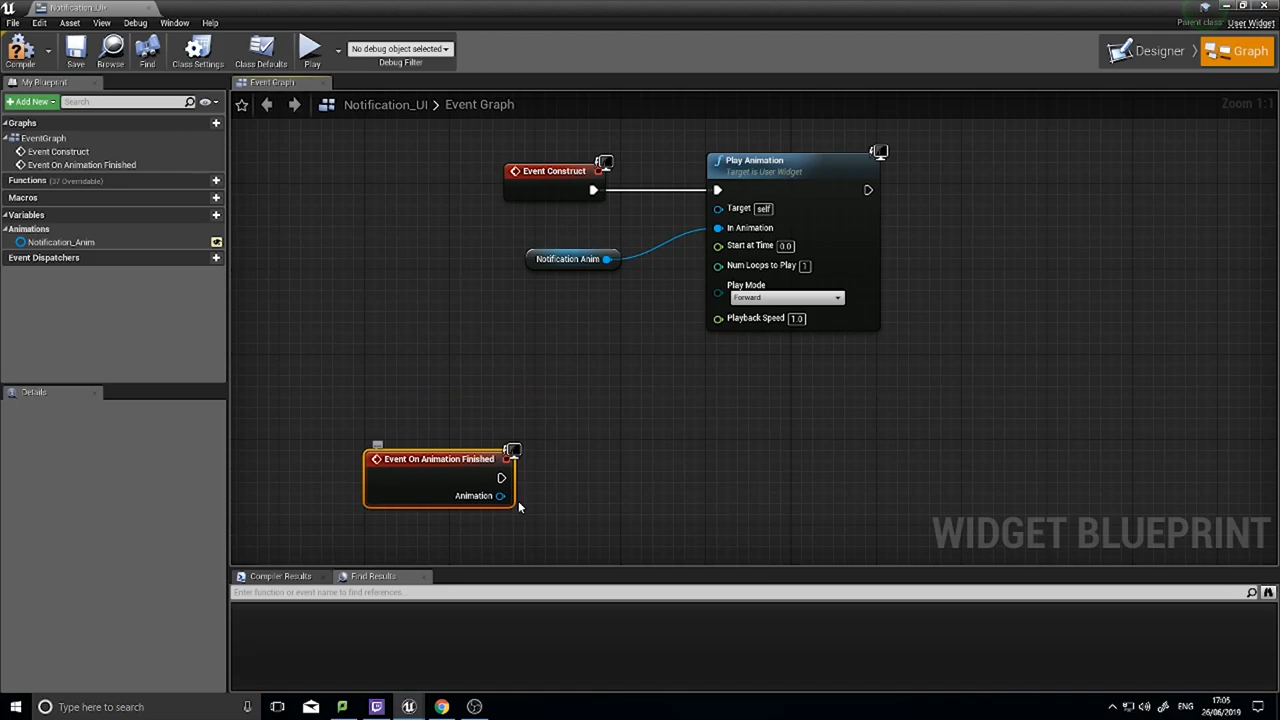 Notification_UI*
File Edit Asset View Debug Window Help
Parent class: User Widget
Compile Save Browse Find Class Settings Class Defaults Play
No debug object selected
Debug Filter
Designer Graph
My Blueprint
Event Graph
+Add New Search
Notification_UI > Event Graph
Zoom 1:1
Graphs
EventGraph
Event Construct
Event On Animation Finished
Functions (37 Overridable)
Macros
Variables
Animations
Notification_Anim
Event Dispatchers
Details
Event Construct
Notification Anim
Play Animation
Target is User Widget
Target self
In Animation
Start at Time 0.0
Num Loops to Play 1
Play Mode
Forward
Playback Speed 1.0
Event On Animation Finished
Animation
WIDGET BLUEPRINT
Compiler Results Find Results
Enter function or event name to find references...
Type here to search
ENG
17:05
26/06/2019